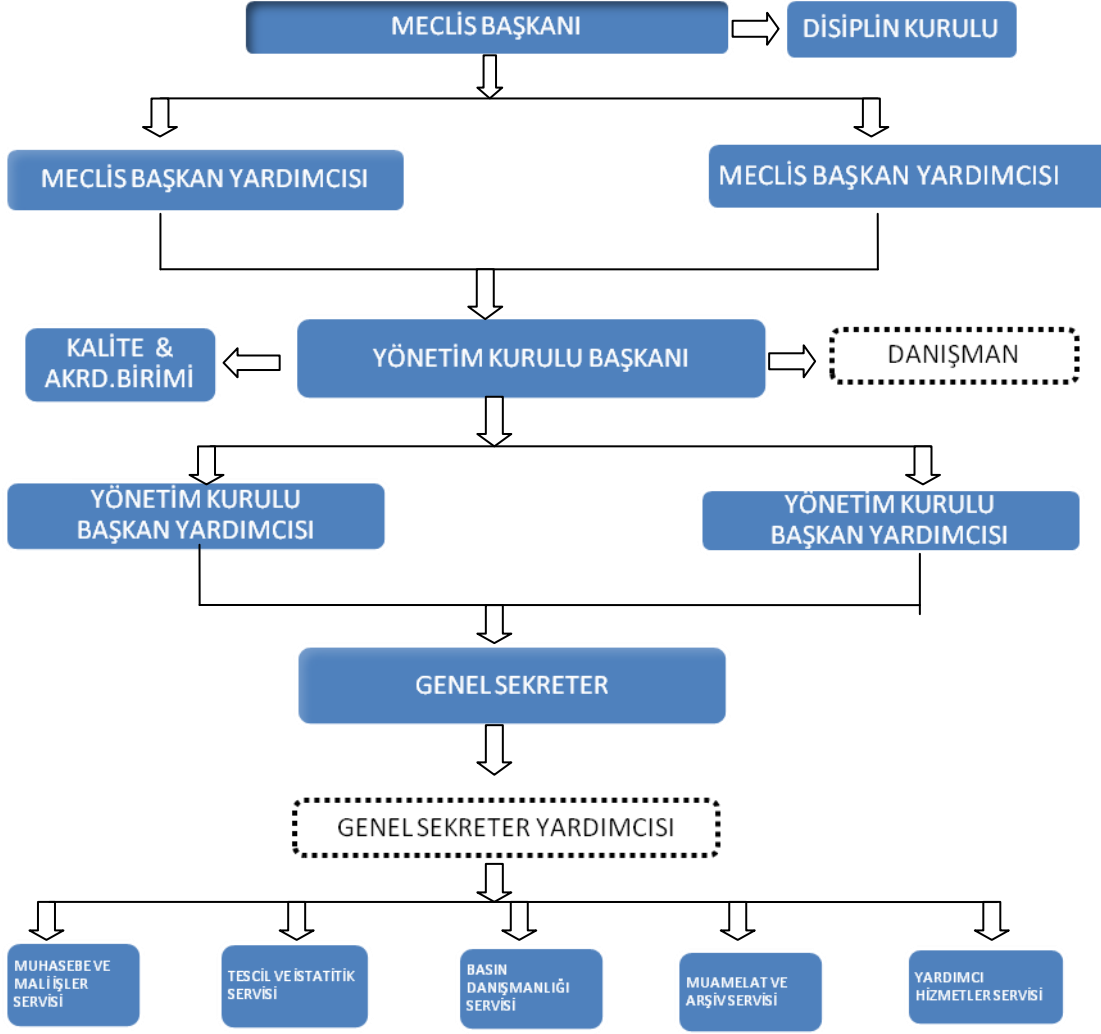 MECLİS BAŞKANI
DİSİPLİN KURULU
MECLİS BAŞKAN YARDIMCISI
MECLİS BAŞKAN YARDIMCISI
KALİTE &
AKRD.BİRİMİ
YÖNETİM KURULU BAŞKANI
DANIŞMAN
YÖNETİM KURULU
BAŞKAN YARDIMCISI
YÖNETİM KURULU
BAŞKAN YARDIMCISI
GENEL SEKRETER
GENEL SEKRETER YARDIMCISI
MUHASEBE VE
MALİ İŞLER
SERVİSİ
TESCİL VE İSTATİTİK
SERVİSİ
BASIN
DANIŞMANLIĞI
SERVİSİ
MUAMELAT VE
ARŞİV SERVİSİ
YARDIMCI
HİZMETLER SERVİSİ